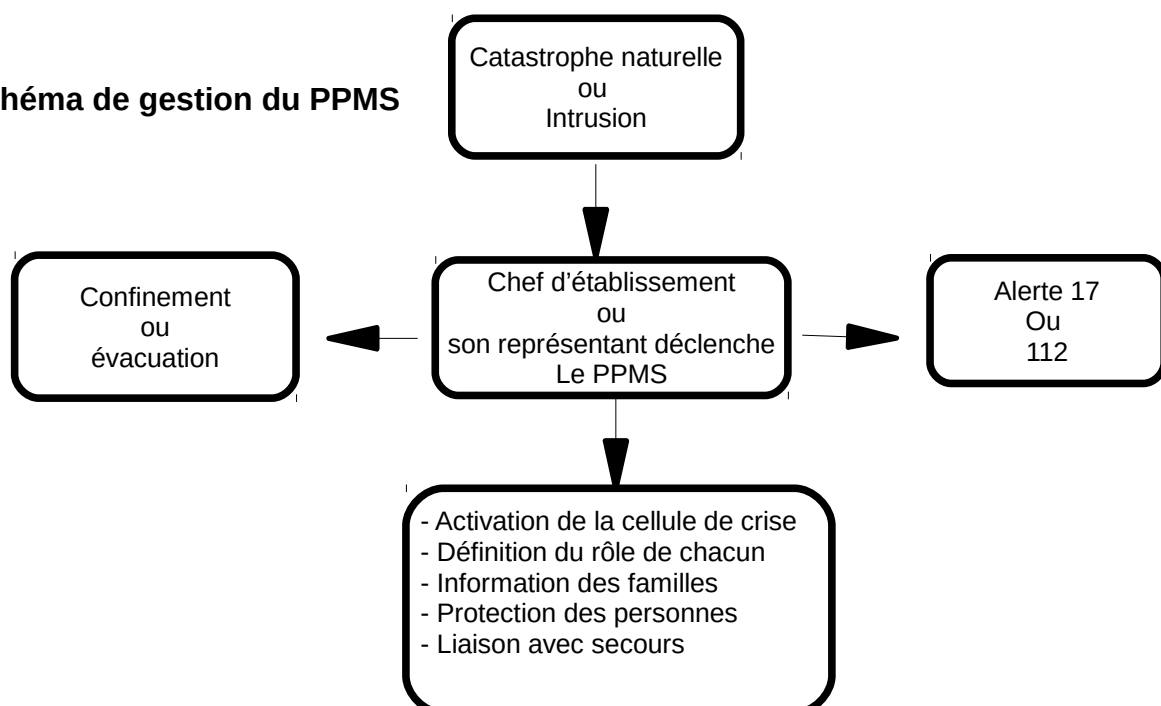 héma de gestion du PPMS
Catastrophe naturelle
ou
Intrusion
Confinement
ou
évacuation
Chef d'établissement
ou
son représentant déclenche
Le PPMS
Alerte 17
Ou
112
- Activation de la cellule de crise
- Définition du rôle de chacun
- Information des familles
- Protection des personnes
- Liaison avec secours